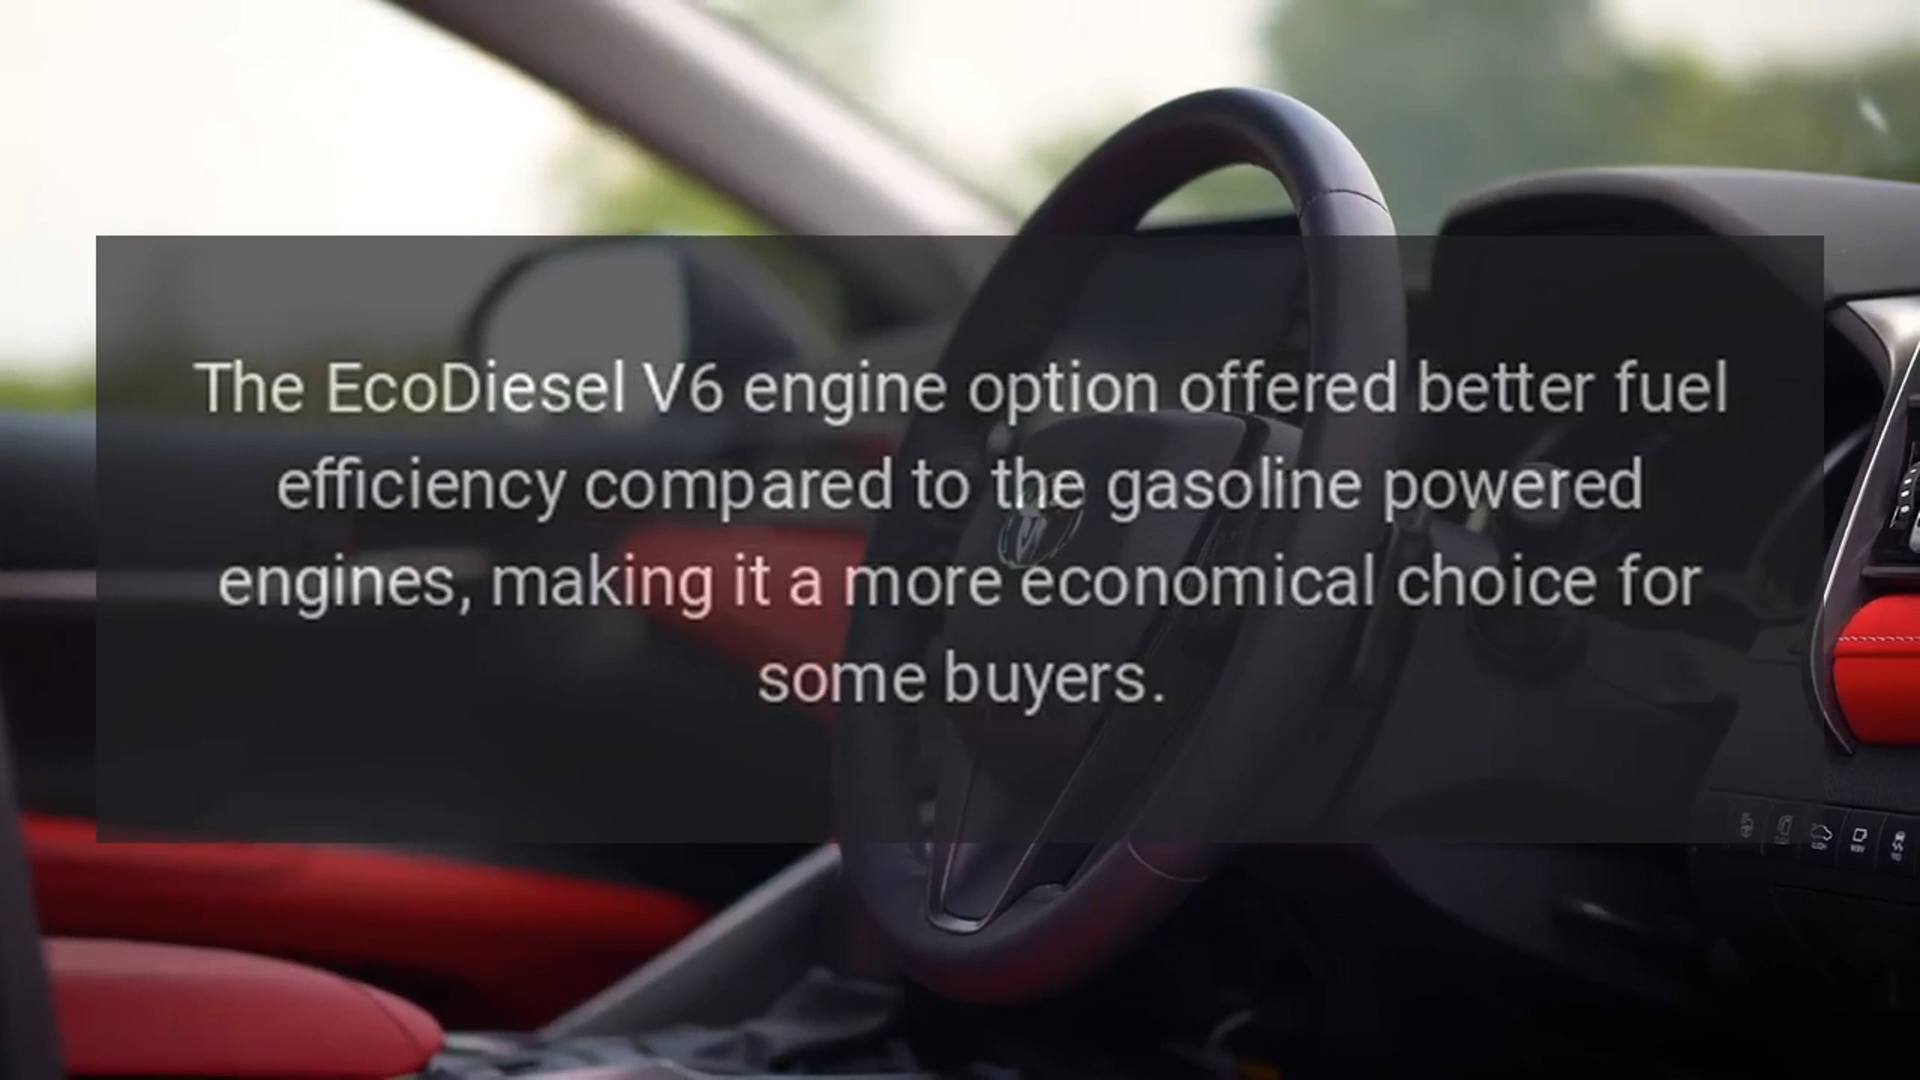 The EcoDiesel V6 engine option offered better fuel
efficiency compared to the gasoline powered
engines, making it a more economical choice for
some buyers.